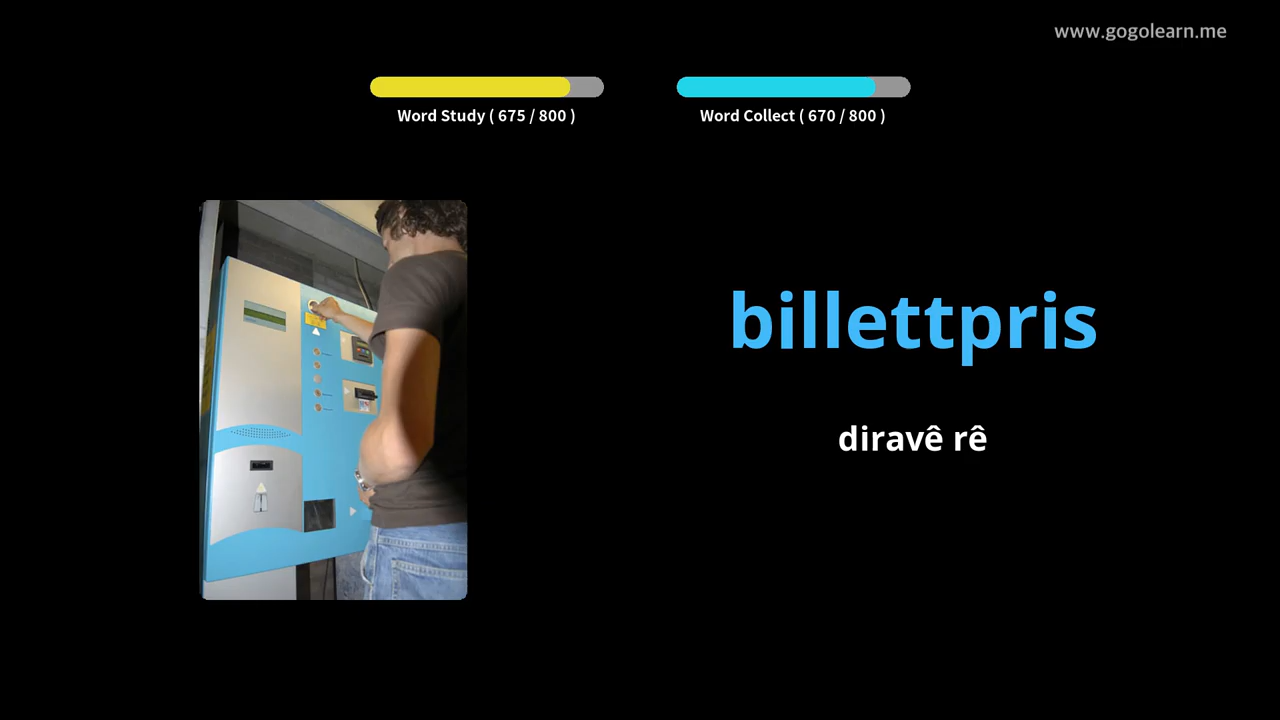 www.gogolearn.me
Word Study ( 675 / 800 )
Word Collect ( 670 / 800 )
billettpris
diravê rê